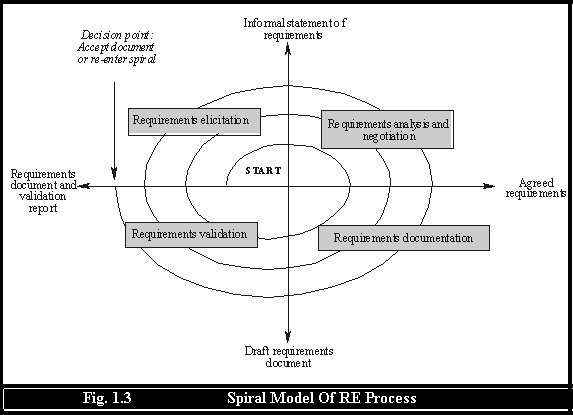 Decision point:
Accept document
or re-enter spiral
Informal statement of
requirements
Requirements elicitation
Requirements analysis and
negotiation
START
Requirements
document and
validation
report
Agreed
requirements
Requirements validation
Requirements documentation
Draft requirements
document
Fig. 1.3 Spiral Model Of RE Process